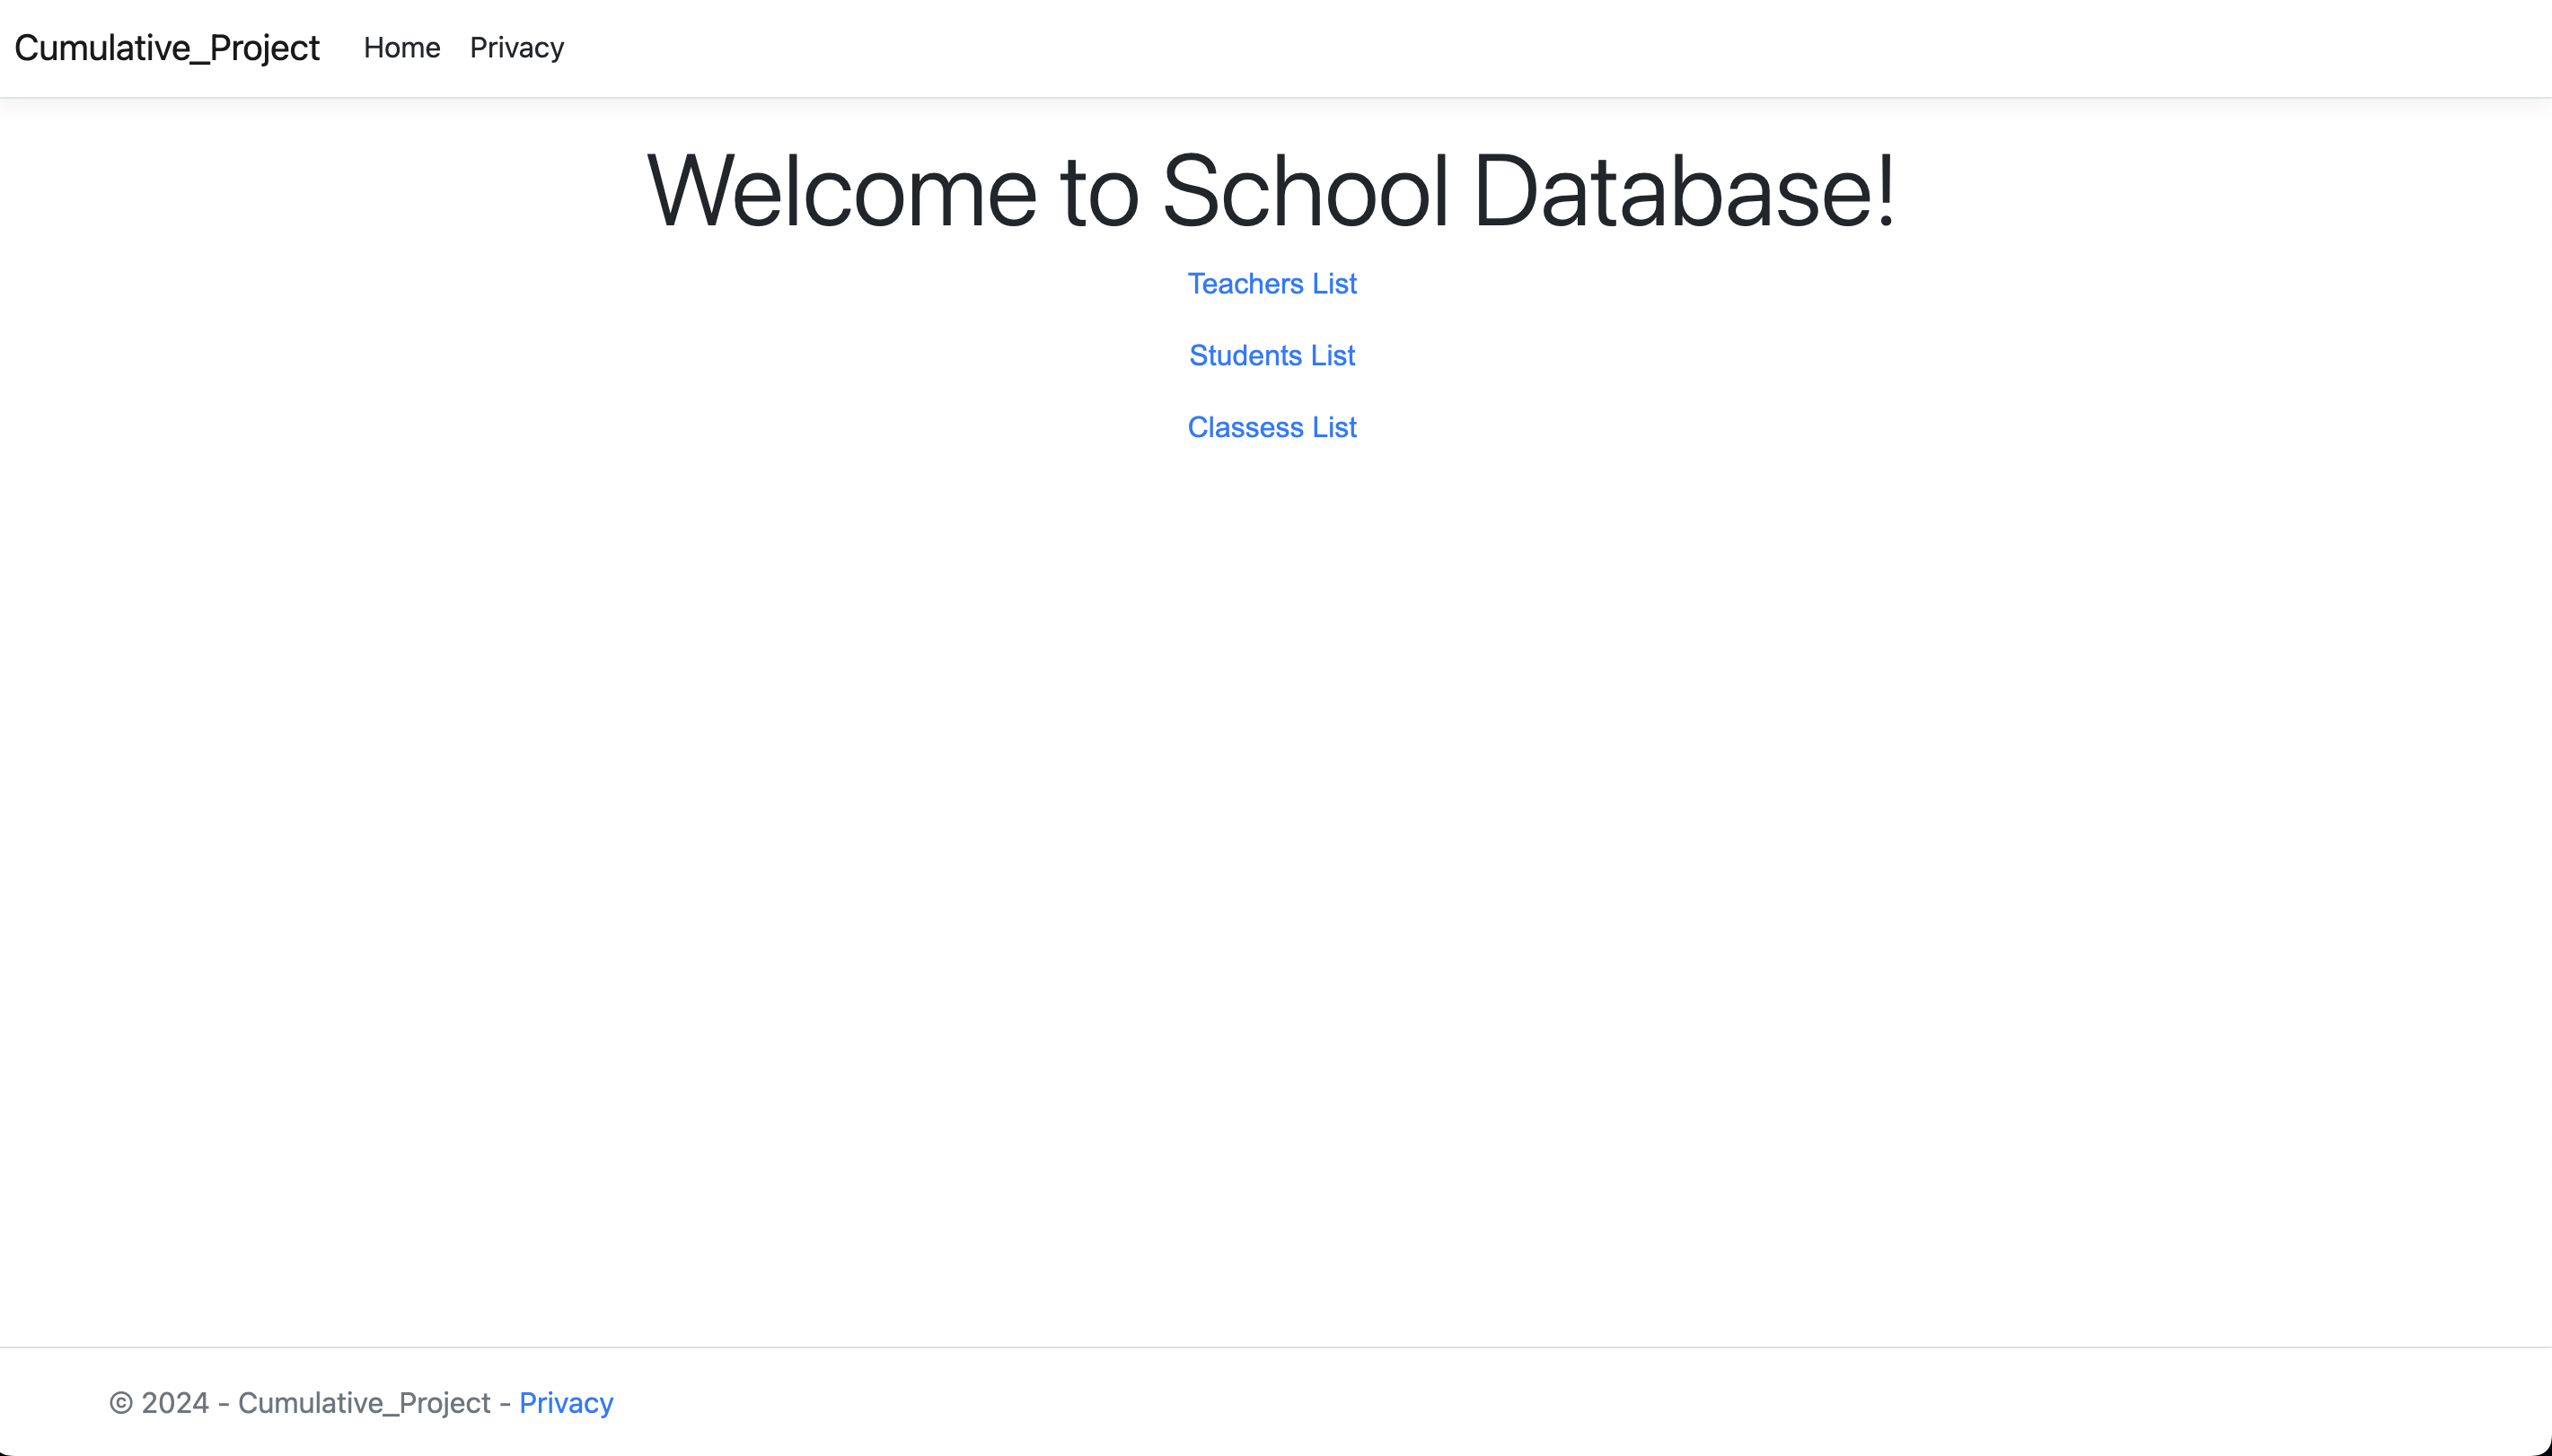 Cumulative_Project Home Privacy
Welcome to School Database!
Teachers List
Students List
Classess List
© 2024 - Cumulative_Project - Privacy